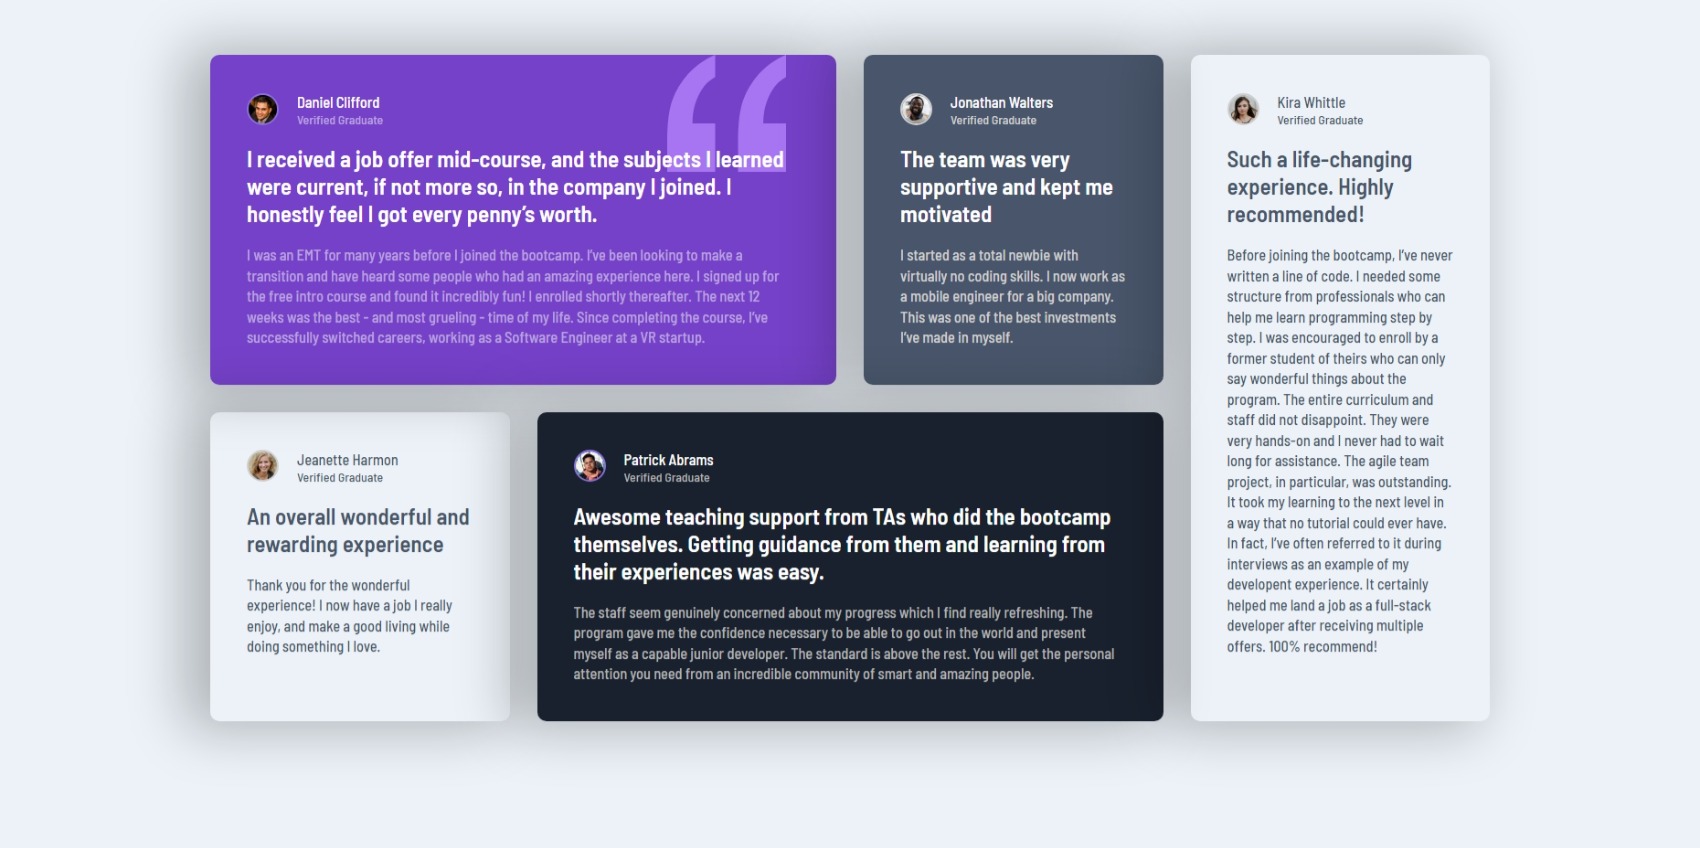 Daniel Clifford
Verified Graduate
I received a job offer mid-course, and the subjects I learned
were current, if not more so, in the company I joined. I
honestly feel I got every penny’s worth.
I was an EMT for many years before I joined the bootcamp. I’ve been looking to make a
transition and have heard some people who had an amazing experience here. I signed up for
the free intro course and found it incredibly fun! I enrolled shortly thereafter. The next 12
weeks was the best - and most grueling - time of my life. Since completing the course, I’ve
successfully switched careers, working as a Software Engineer at a VR startup.
Jonathan Walters
Verified Graduate
The team was very
supportive and kept me
motivated
I started as a total newbie with
virtually no coding skills. I now work as
a mobile engineer for a big company.
This was one of the best investments
I’ve made in myself.
Kira Whittle
Verified Graduate
Such a life-changing
experience. Highly
recommended!
Before joining the bootcamp, I’ve never
written a line of code. I needed some
structure from professionals who can
help me learn programming step by
step. I was encouraged to enroll by a
former student of theirs who can only
say wonderful things about the
program. The entire curriculum and
staff did not disappoint. They were
very hands-on and I never had to wait
long for assistance. The agile team
project, in particular, was outstanding.
It took my learning to the next level in
a way that no tutorial could ever have.
In fact, I’ve often referred to it during
interviews as an example of my
developent experience. It certainly
helped me land a job as a full-stack
developer after receiving multiple
offers. 100% recommend!
Jeanette Harmon
Verified Graduate
An overall wonderful and
rewarding experience
Thank you for the wonderful
experience! I now have a job I really
enjoy, and make a good living while
doing something I love.
Patrick Abrams
Verified Graduate
Awesome teaching support from TAs who did the bootcamp
themselves. Getting guidance from them and learning from
their experiences was easy.
The staff seem genuinely concerned about my progress which I find really refreshing. The
program gave me the confidence necessary to be able to go out in the world and present
myself as a capable junior developer. The standard is above the rest. You will get the personal
attention you need from an incredible community of smart and amazing people.